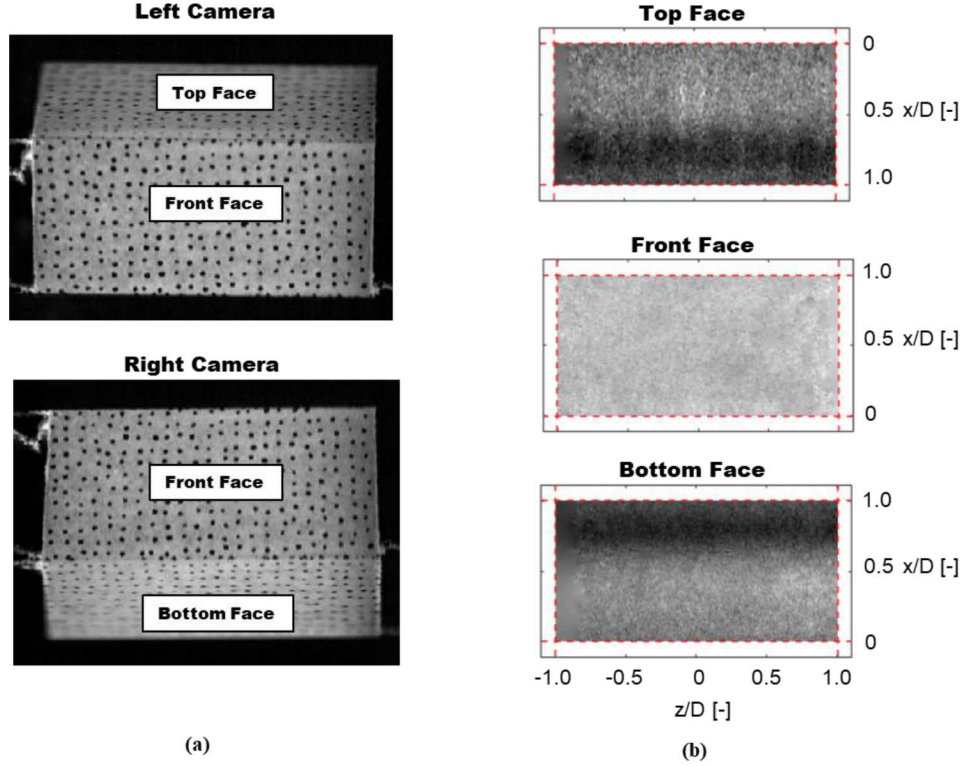 Left Camera
Top Face
Front Face
Right Camera
Front Face
Bottom Face
(a)
Top Face
0
0.5 x/D [-]
1.0
Front Face
1.0
0.5 x/D [-]
0
Bottom Face
1.0
0.5 x/D [-]
0
-1.0 -0.5 0 0.5 1.0
z/D [-]
(b)